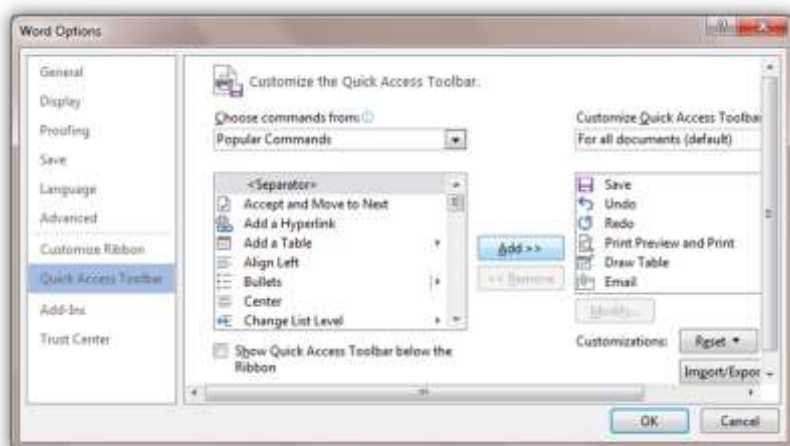 Word Options
General
Display
Proofing
Save
Language
Advanced
Customize Ribbon
Quick Access Toolbar
Add-Ins
Trust Center
Customize the Quick Access Toolbar.
Choose commands from:
Popular Commands
<Separator>
Accept and Move to Next
Add a Hyperlink
Add a Table
Align Left
Bullets
Center
Change List Level
Show Quick Access Toolbar below the
Ribbon
Add >>
<< Remove
Customize Quick Access Toolba
For all documents (default)
Save
Undo
Redo
Print Preview and Print
Draw Table
Email
Modify...
Customizations:
Reset
Import/Expor
OK
Cancel